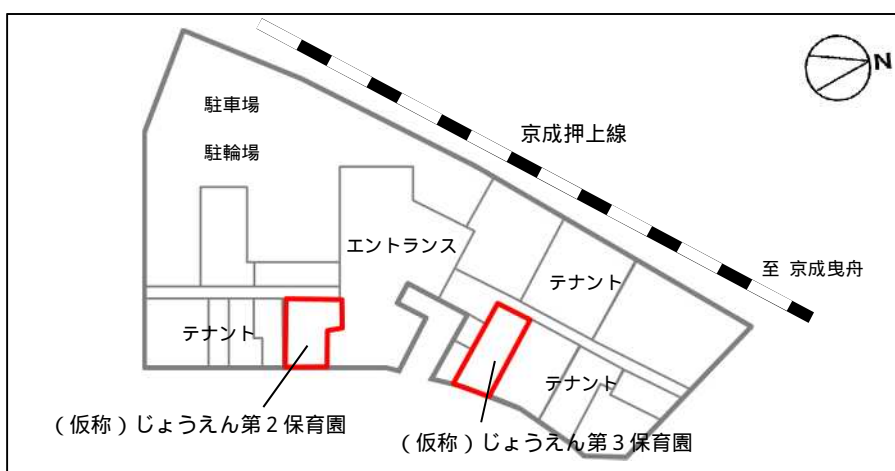 駐車場
駐輪場
京成押上線
N
エントランス
至 京成曳舟
テナント
テナント
テナント
（仮称）じょうえん第２保育園
（仮称）じょうえん第３保育園